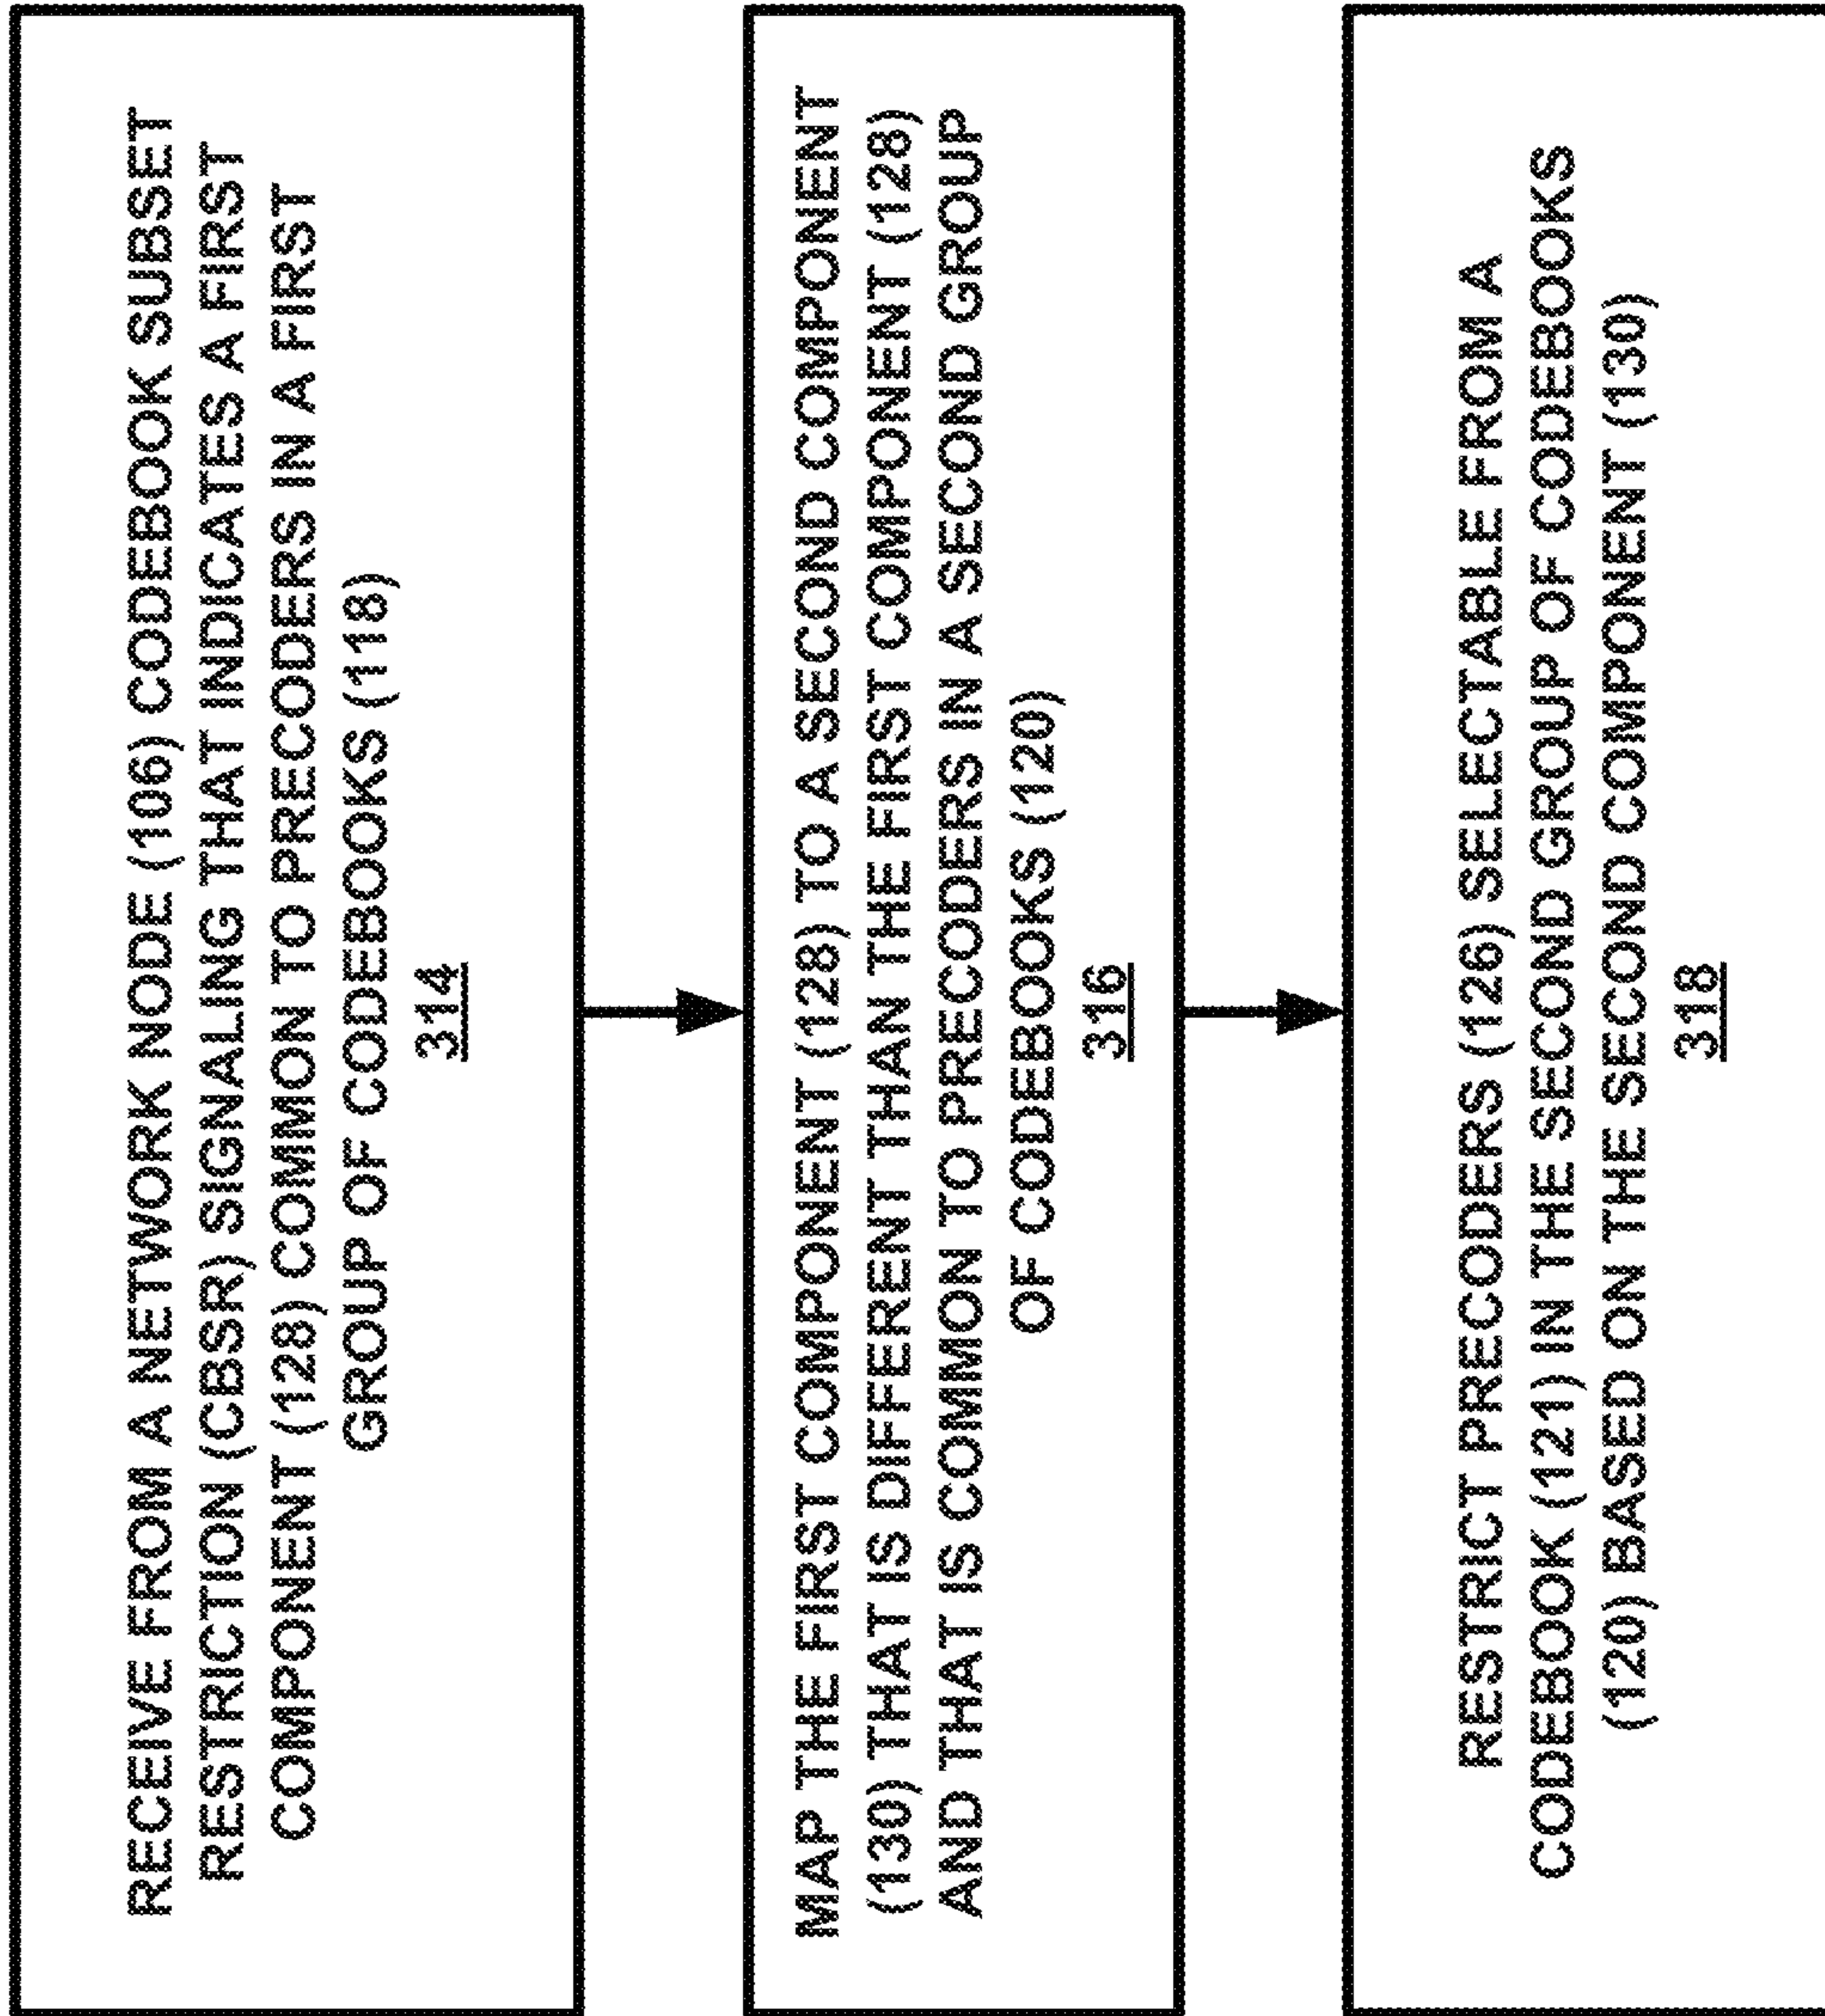 RECEIVE FROM A NETWORK NODE (106) CODEBOOK SUBSET
RESTRICTION (CBSR) SIGNALING THAT INDICATES A FIRST
COMPONENT (128) COMMON TO PRECODERS IN A FIRST
GROUP OF CODEBOOKS (118)
314
MAP THE FIRST COMPONENT (128) TO A SECOND COMPONENT
(130) THAT IS DIFFERENT THAN THE FIRST COMPONENT (128)
AND THAT IS COMMON TO PRECODERS IN A SECOND GROUP
OF CODEBOOKS (120)
316
RESTRICT PRECODERS (126) SELECTABLE FROM A
CODEBOOK (121) IN THE SECOND GROUP OF CODEBOOKS
(120) BASED ON THE SECOND COMPONENT (130)
318